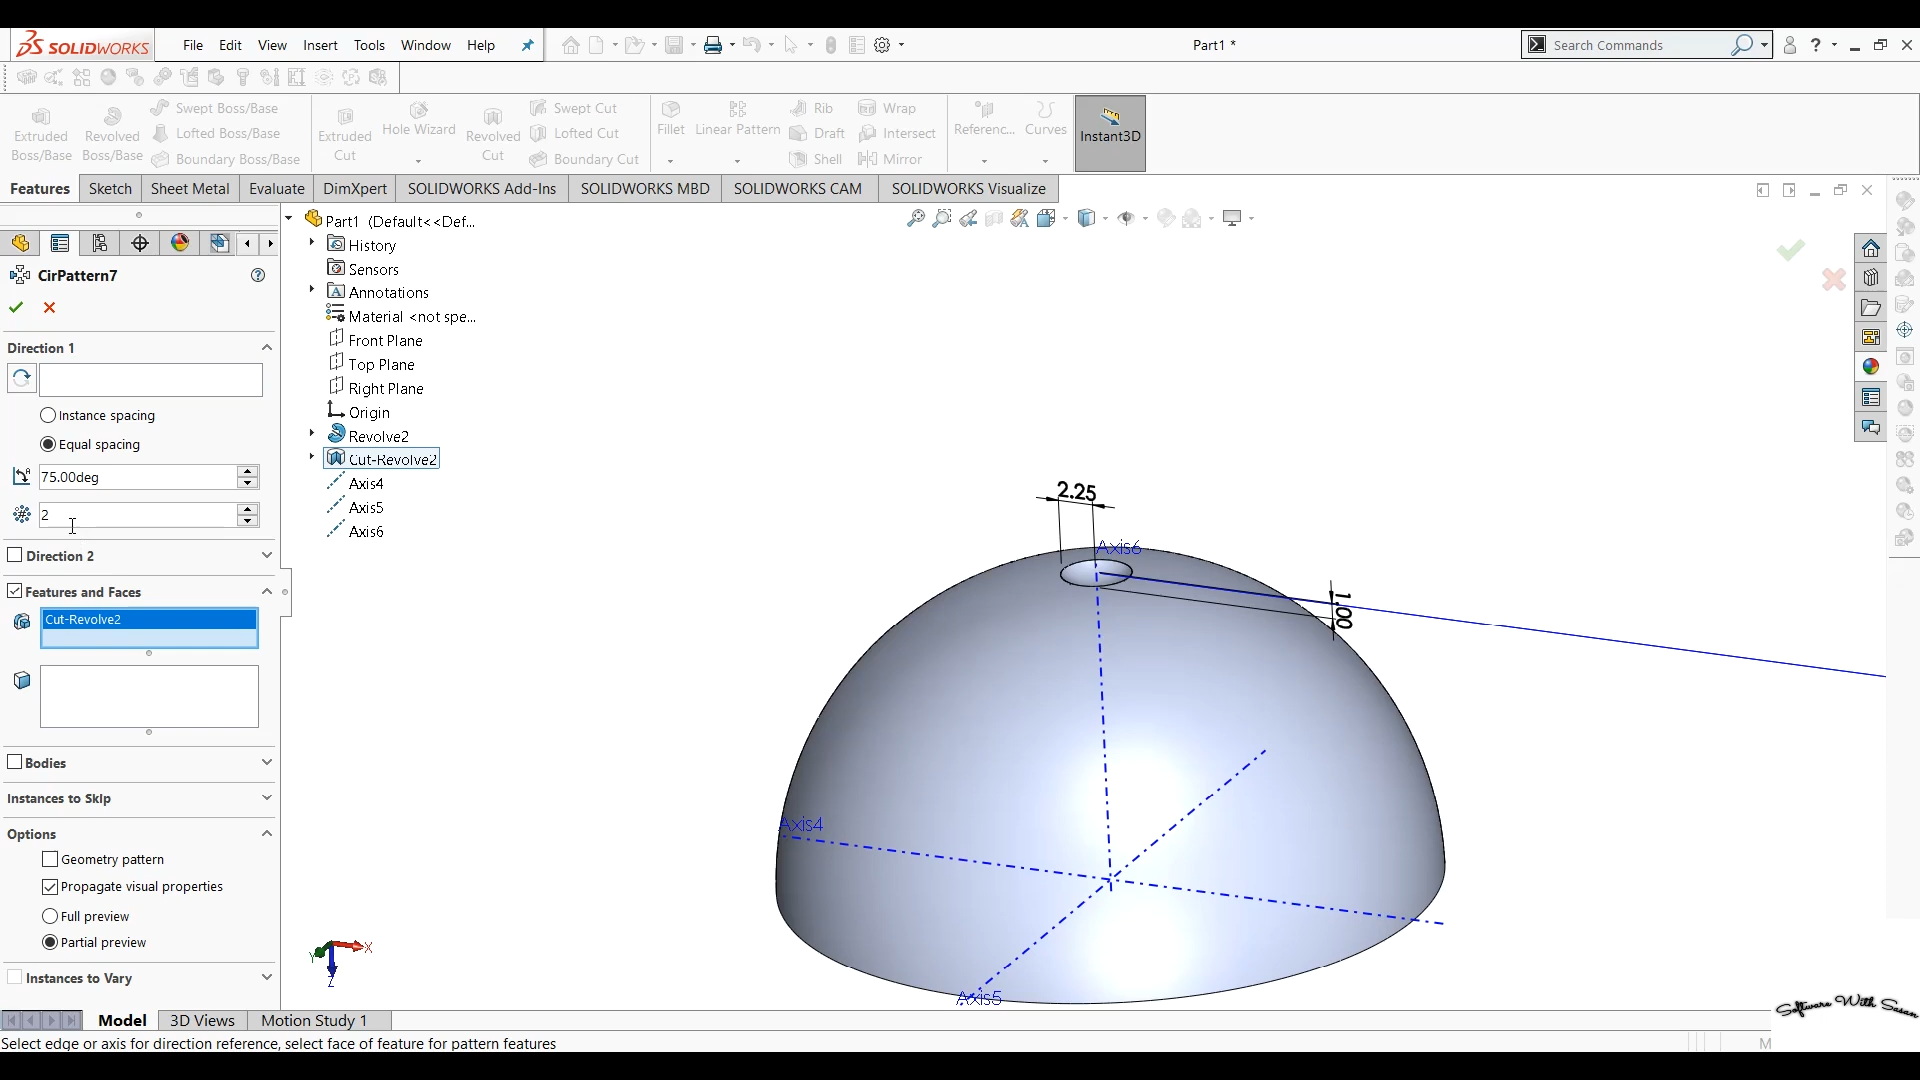 SOLIDWORKS File Edit View Insert Tools Window Help Part1 * Search Commands ?
Extruded Boss/Base Revolved Boss/Base Swept Boss/Base Lofted Boss/Base Boundary Boss/Base Extruded Cut Hole Wizard Revolved Cut Swept Cut Lofted Cut Boundary Cut Fillet Linear Pattern Rib Draft Shell Wrap Intersect Mirror Referenc... Curves Instant3D
Features Sketch Sheet Metal Evaluate DimXpert SOLIDWORKS Add-Ins SOLIDWORKS MBD SOLIDWORKS CAM SOLIDWORKS Visualize
CirPattern7
Direction 1
Instance spacing
Equal spacing
75.00deg
2
Direction 2
Features and Faces
Cut-Revolve2
Bodies
Instances to Skip
Options
Geometry pattern
Propagate visual properties
Full preview
Partial preview
Instances to Vary
Part1 (Default<<Def...
History
Sensors
Annotations
Material <not spe...
Front Plane
Top Plane
Right Plane
Origin
Revolve2
Cut-Revolve2
Axis4
Axis5
Axis6
2.25
Axis6
1.00
Axis4
Axis5
X
Y
Z
Software With Sasan
Model 3D Views Motion Study 1
Select edge or axis for direction reference, select face of feature for pattern features
M